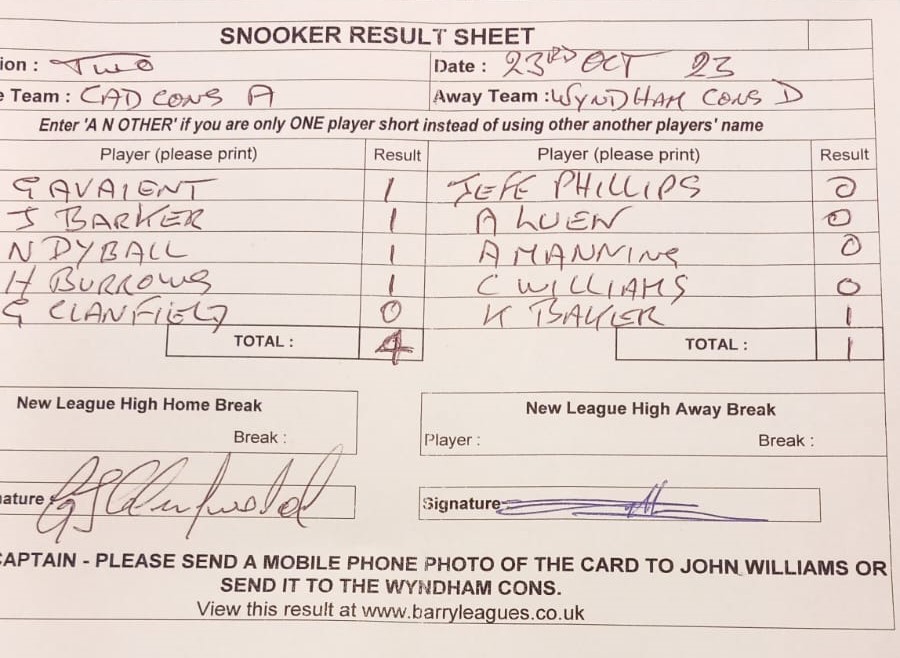 SNOOKER RESULT SHEET
ion : Two Date : 23RD OCT 23
e Team : CAD CONS A Away Team : WYNDHAM CONS D
Enter 'A N OTHER' if you are only ONE player short instead of using other another players' name
Player (please print) Result Player (please print) Result
G AVAIENT 1 JEFF PHILLIPS 0
J BARKER 1 A LUEN 0
N DYBALL 1 A MANNING 0
H BURROWS 1 C WILLIAMS 0
G CLANFIELD 0 K BAKER 1
TOTAL : 4 TOTAL : 1
New League High Home Break New League High Away Break
Break : Player : Break :
nature Signature
CAPTAIN - PLEASE SEND A MOBILE PHONE PHOTO OF THE CARD TO JOHN WILLIAMS OR
SEND IT TO THE WYNDHAM CONS.
View this result at www.barryleagues.co.uk